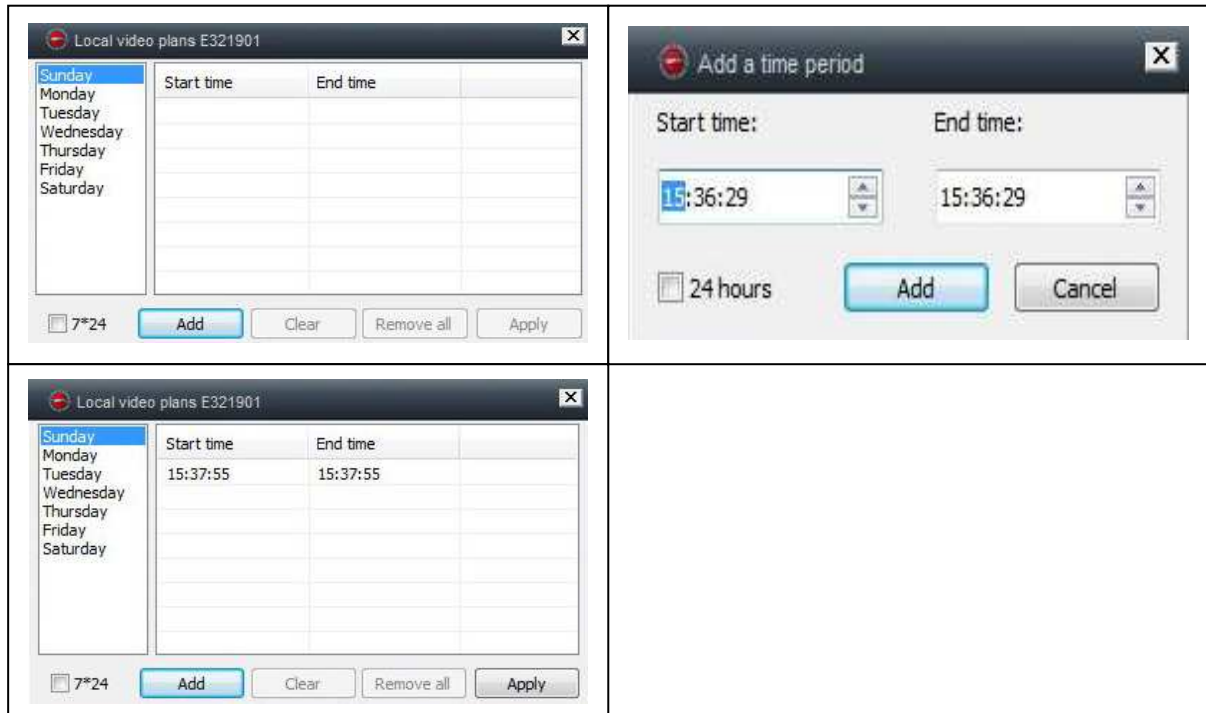 Local video plans E321901
Sunday
Monday
Tuesday
Wednesday
Thursday
Friday
Saturday
Start time End time
7*24 Add Clear Remove all Apply
Add a time period
Start time: End time:
15:36:29 15:36:29
24 hours Add Cancel
Local video plans E321901
Sunday
Monday
Tuesday
Wednesday
Thursday
Friday
Saturday
Start time End time
15:37:55 15:37:55
7*24 Add Clear Remove all Apply